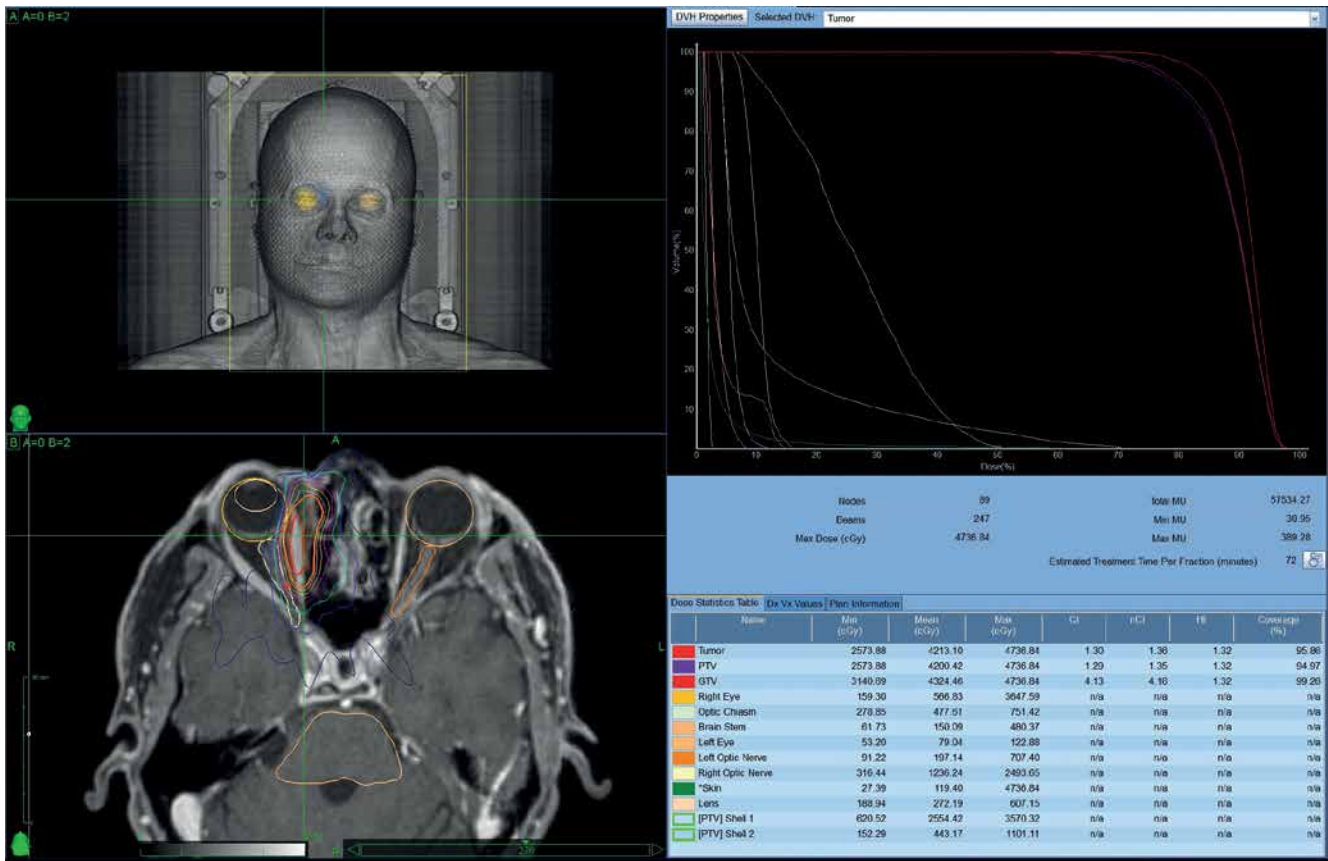 A A=0 B=2
DVH Properties Selected DVH: Tumor
100
90
80
70
60
50
40
30
20
10
Volume(%)
10 20 30 40 50 60 70 80 90 100
Dose(%)
B A=0 B=2
A
R
L
Nodes 89 Total MU 57534.27
Beams 247 Min MU 30.95
Max Dose (cGy) 4736.84 Max MU 389.28
Estimated Treatment Time Per Fraction (minutes) 72
Dose Statistics Table Dx Vx Values Plan Information
Name Min (cGy) Mean (cGy) Max (cGy) CI nCI HI Coverage (%)
Tumor 2573.88 4213.10 4736.84 1.30 1.36 1.32 95.86
PTV 2573.88 4200.42 4736.84 1.29 1.35 1.32 94.97
GTV 3140.69 4324.46 4736.84 4.13 4.16 1.32 99.26
Right Eye 159.30 566.83 3647.59 n/a n/a n/a n/a
Optic Chiasm 278.85 477.51 751.42 n/a n/a n/a n/a
Brain Stem 61.73 150.09 480.37 n/a n/a n/a n/a
Left Eye 53.20 79.04 122.88 n/a n/a n/a n/a
Left Optic Nerve 91.22 197.14 707.40 n/a n/a n/a n/a
Right Optic Nerve 316.44 1236.24 2493.65 n/a n/a n/a n/a
*Skin 27.39 119.40 4736.84 n/a n/a n/a n/a
Lens 188.94 272.19 607.15 n/a n/a n/a n/a
[PTV] Shell 1 620.52 2554.42 3570.32 n/a n/a n/a n/a
[PTV] Shell 2 152.29 443.17 1101.11 n/a n/a n/a n/a